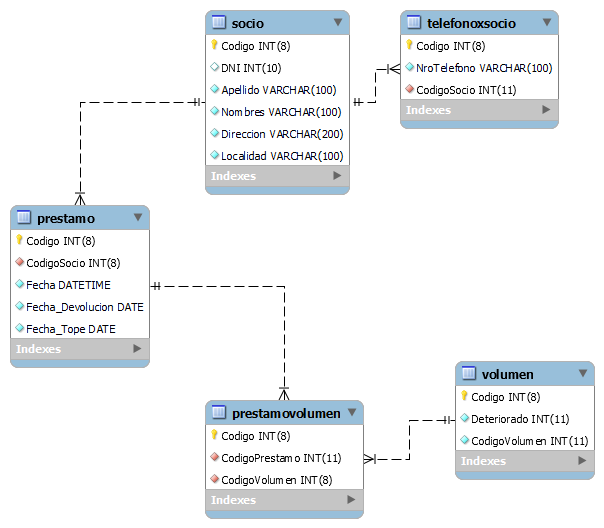 socio
Codigo INT(8)
DNI INT(10)
Apellido VARCHAR(100)
Nombres VARCHAR(100)
Direccion VARCHAR(200)
Localidad VARCHAR(100)
Indexes
telefonoxsocio
Codigo INT(8)
NroTelefono VARCHAR(100)
CodigoSocio INT(11)
Indexes
prestamo
Codigo INT(8)
CodigoSocio INT(8)
Fecha DATETIME
Fecha_Devolucion DATE
Fecha_Tope DATE
Indexes
prestamovolumen
Codigo INT(8)
CodigoPrestamo INT(11)
CodigoVolumen INT(8)
Indexes
volumen
Codigo INT(8)
Deteriorado INT(11)
CodigoVolumen INT(11)
Indexes